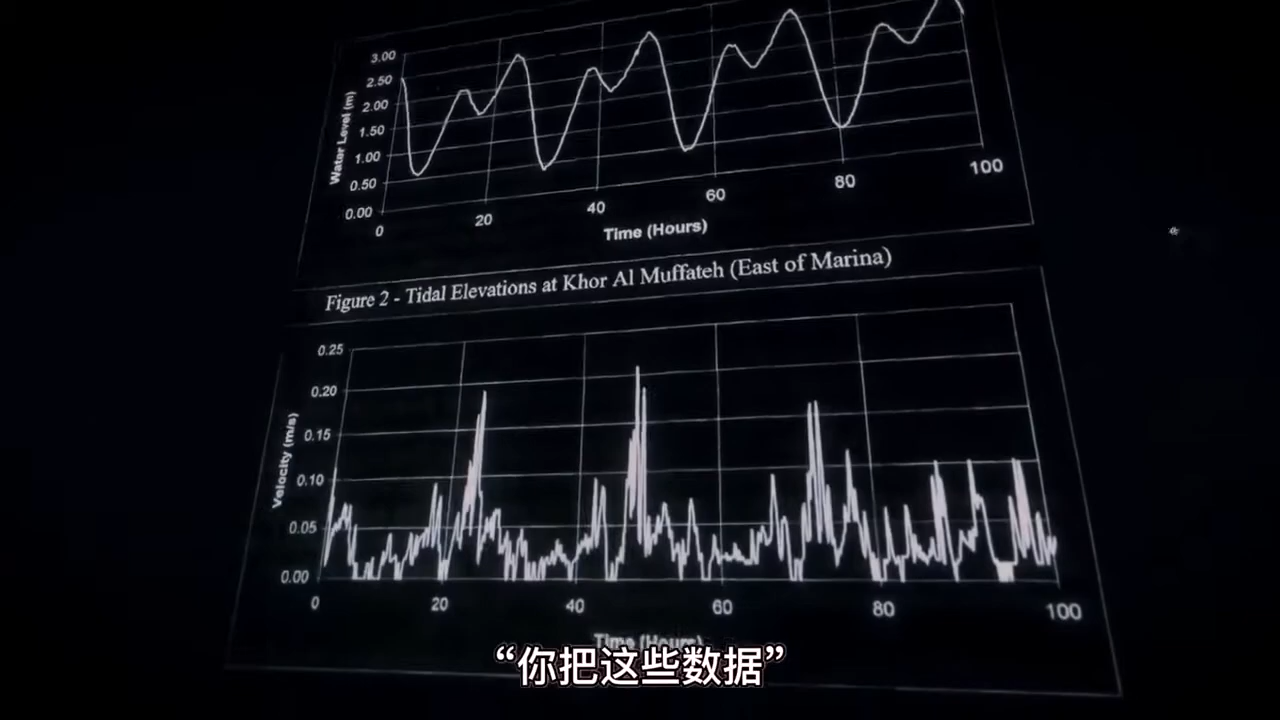 3.00
2.50
2.00
1.50
1.00
0.50
0.00
Water Level (m)
0 20 40 60 80 100
Time (Hours)
Figure 2 - Tidal Elevations at Khor Al Muffateh (East of Marina)
0.25
0.20
0.15
0.10
0.05
0.00
Velocity (m/s)
0 20 40 60 80 100
Time (Hours)
“你把这些数据”